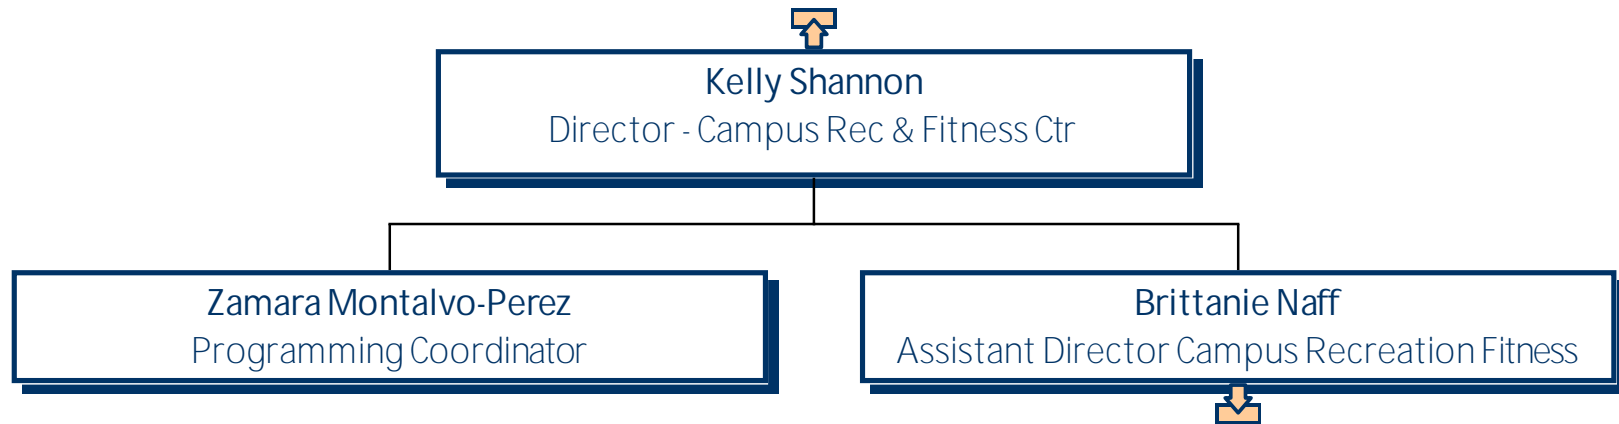 Kelly Shannon
Director - Campus Rec & Fitness Ctr
Zamara Montalvo-Perez
Programming Coordinator
Brittanie Naff
Assistant Director Campus Recreation Fitness